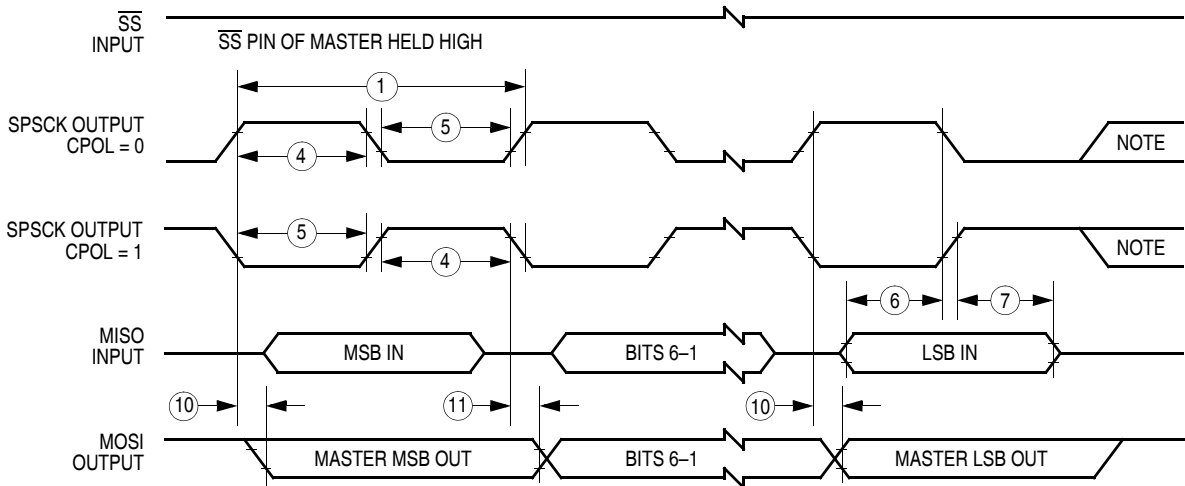 SS
INPUT
SS PIN OF MASTER HELD HIGH
1
SPSCK OUTPUT
CPOL = 0
5
4
NOTE
SPSCK OUTPUT
CPOL = 1
5
4
NOTE
6
7
MISO
INPUT
MSB IN
BITS 6–1
LSB IN
10
11
10
MOSI
OUTPUT
MASTER MSB OUT
BITS 6–1
MASTER LSB OUT